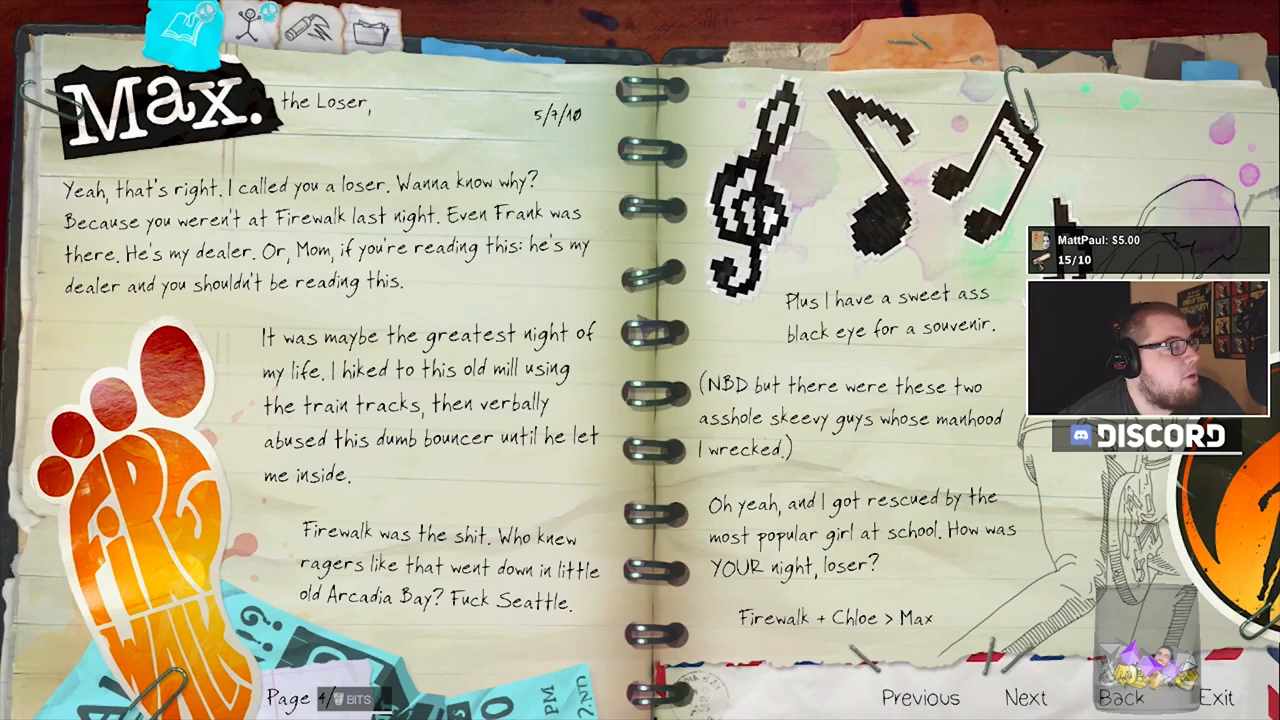 Max.
the Loser,
5/7/10
Yeah, that's right. I called you a loser. Wanna know why?
Because you weren't at Firewalk last night. Even Frank was
there. He's my dealer. Or, Mom, if you're reading this: he's my
dealer and you shouldn't be reading this.
It was maybe the greatest night of
my life. I hiked to this old mill using
the train tracks, then verbally
abused this dumb bouncer until he let
me inside.
Firewalk was the shit. Who knew
ragers like that went down in little
old Arcadia Bay? Fuck Seattle.
FIRE
WALK
Page 4/
BITS
PM
Plus I have a sweet ass
black eye for a souvenir.
(NBD but there were these two
asshole skeevy guys whose manhood
I wrecked.)
Oh yeah, and I got rescued by the
most popular girl at school. How was
YOUR night, loser?
Firewalk + Chloe > Max
MattPaul: $5.00
15/10
DISCORD
Previous
Next
Back
Exit